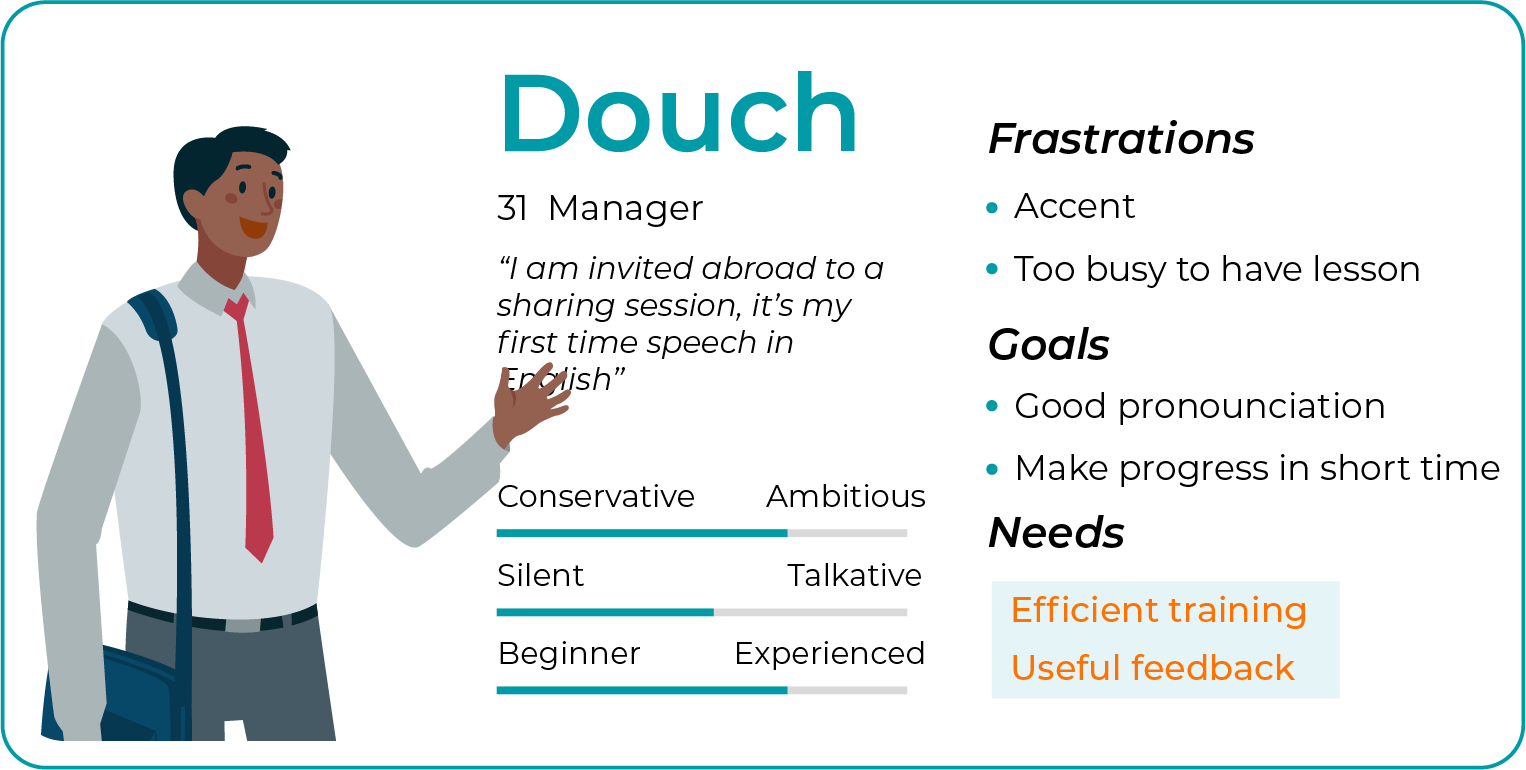 Douch
31 Manager
“I am invited abroad to a
sharing session, it’s my
first time speech in
English”
Conservative Ambitious
Silent Talkative
Beginner Experienced
Frastrations
• Accent
• Too busy to have lesson
Goals
• Good pronounciation
• Make progress in short time
Needs
Efficient training
Useful feedback